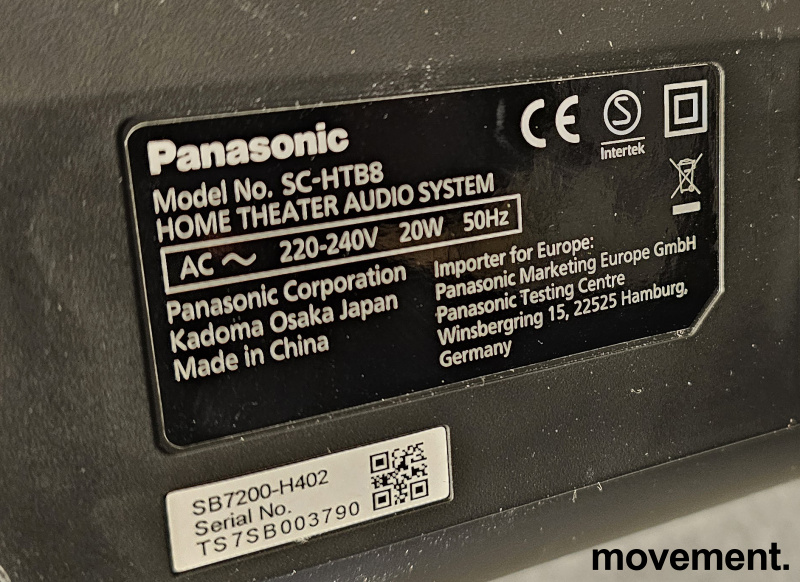 Panasonic
Model No. SC-HTB8
HOME THEATER AUDIO SYSTEM
AC ～ 220-240V 20W 50Hz
Panasonic Corporation
Kadoma Osaka Japan
Made in China
CE
S
Intertek
Importer for Europe:
Panasonic Marketing Europe GmbH
Panasonic Testing Centre
Winsbergring 15, 22525 Hamburg,
Germany
SB7200-H402
Serial No.
TS7SB003790
movement.